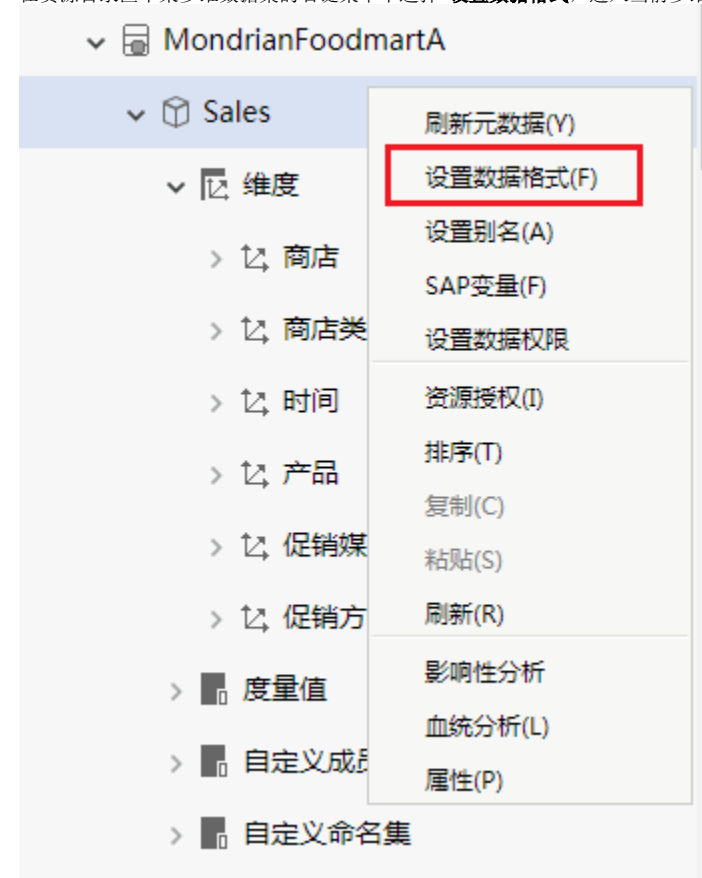 MondrianFoodmartA
Sales
维度
商店
商店类
时间
产品
促销媒
促销方
度量值
自定义成员
自定义命名集
刷新元数据(Y)
设置数据格式(F)
设置别名(A)
SAP变量(F)
设置数据权限
资源授权(I)
排序(T)
复制(C)
粘贴(S)
刷新(R)
影响性分析
血统分析(L)
属性(P)